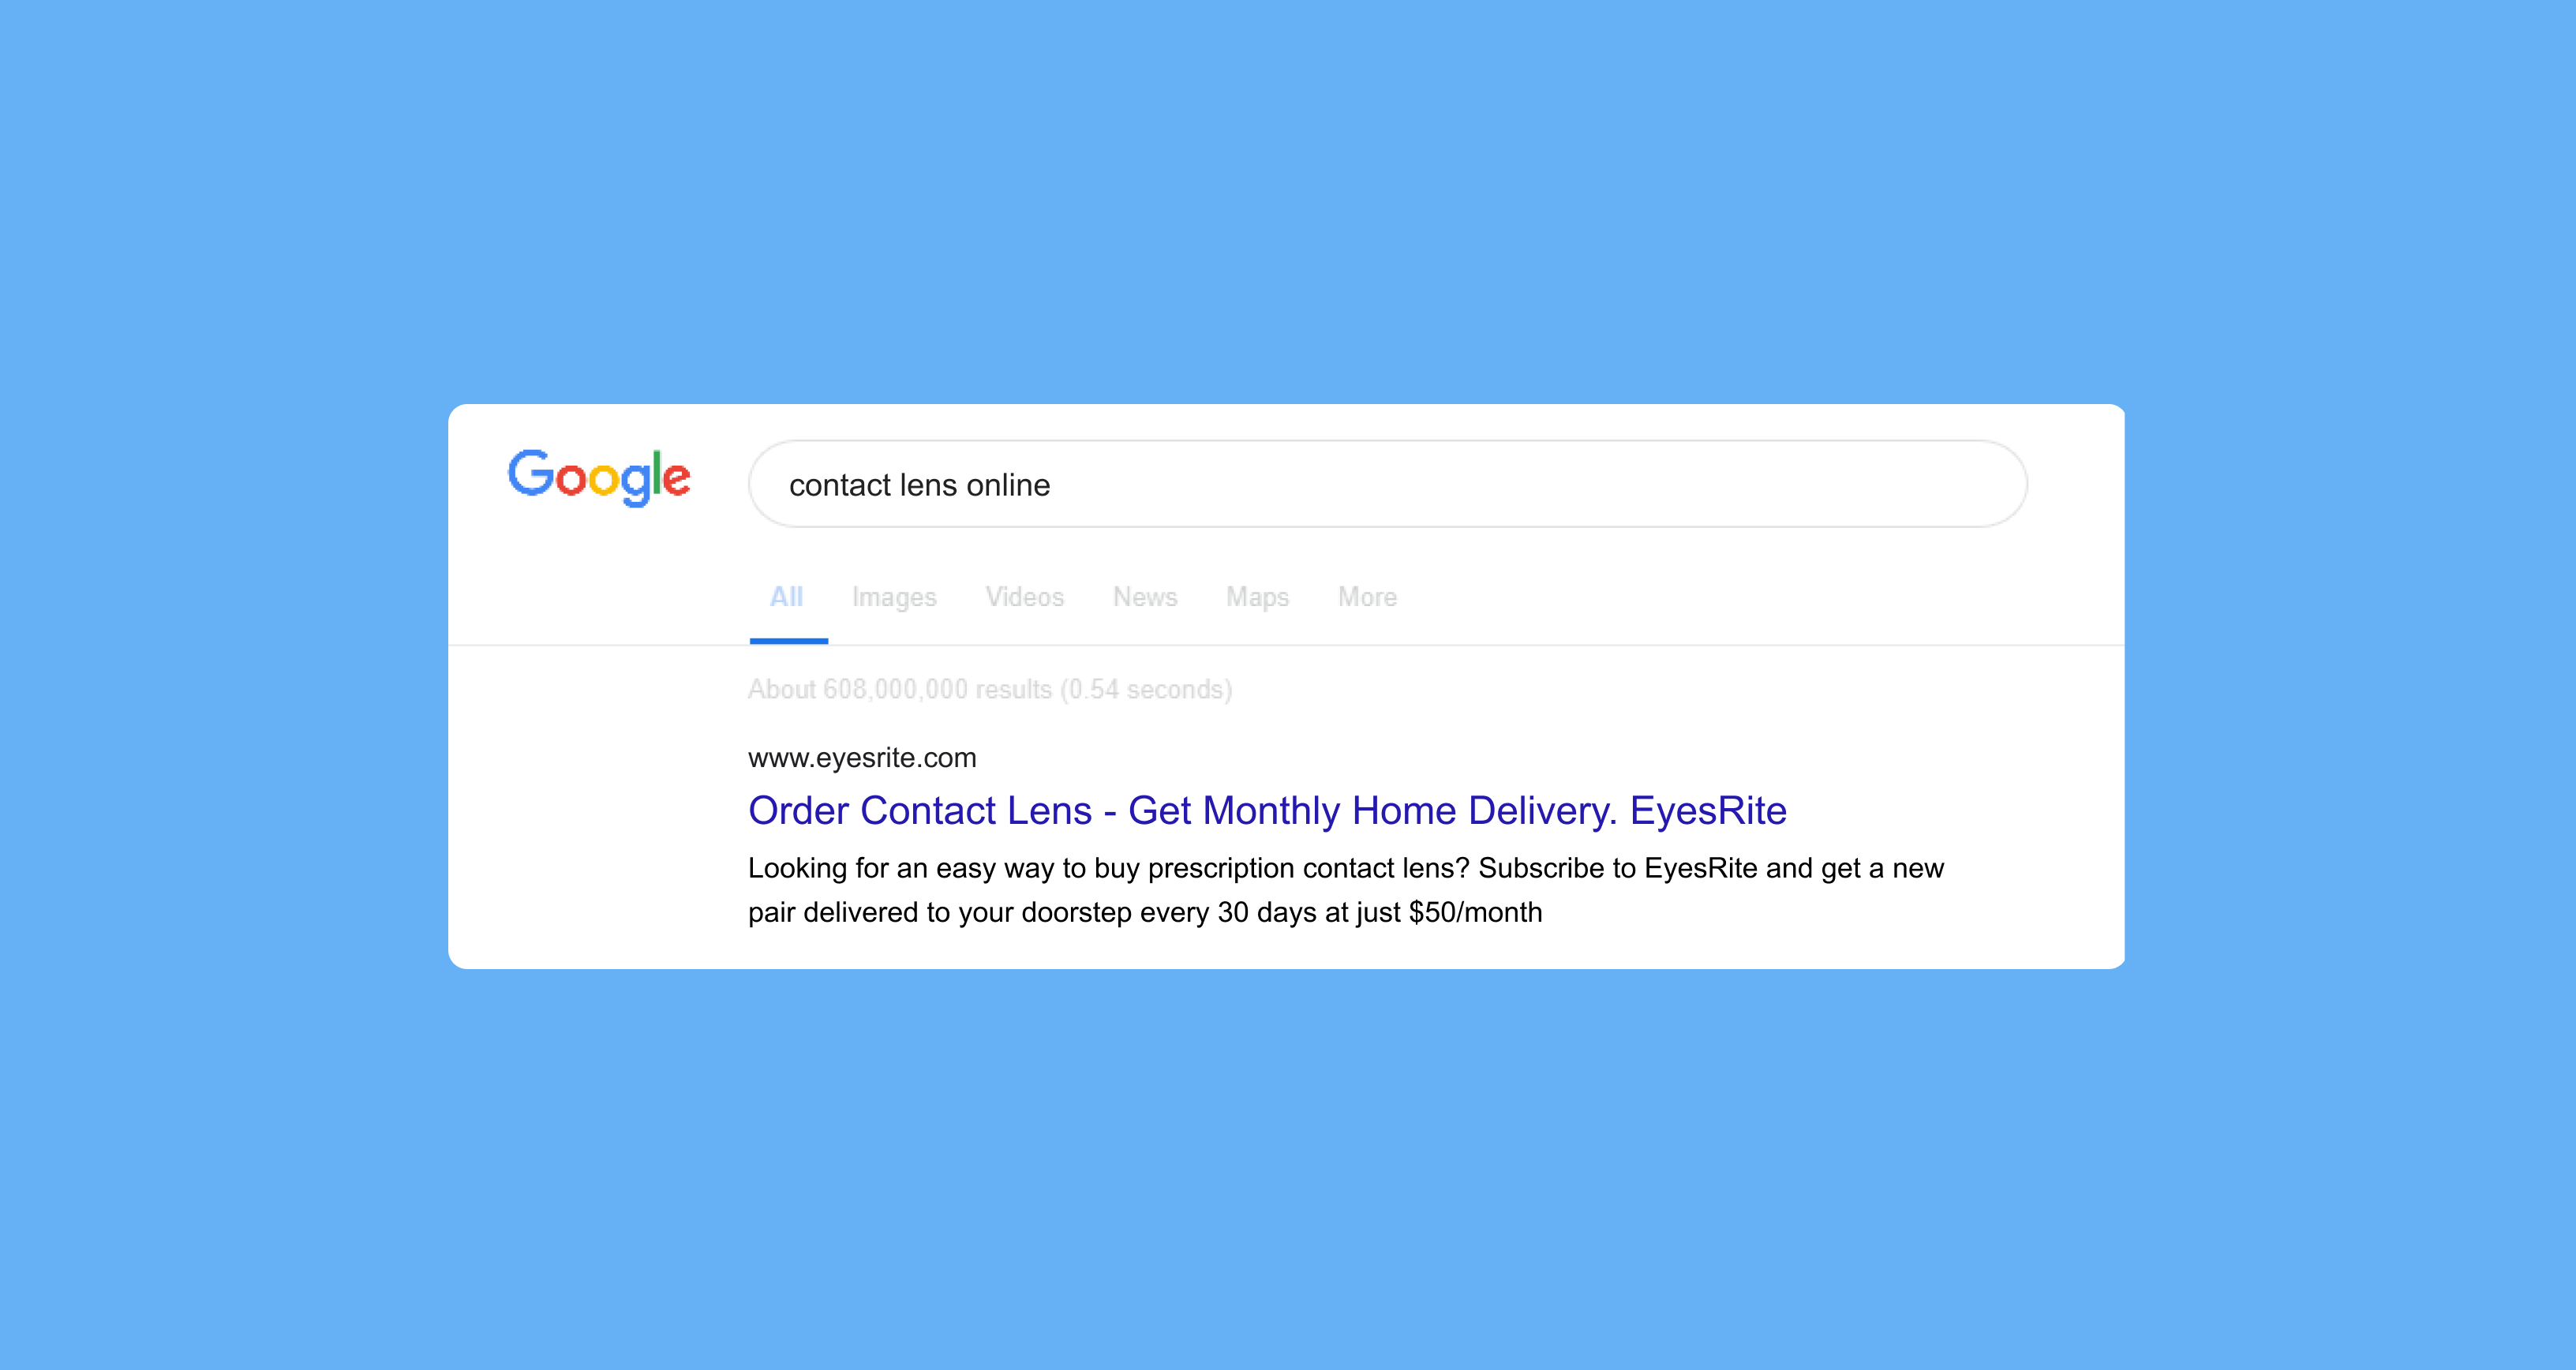 Google
contact lens online
All Images Videos News Maps More
About 608,000,000 results (0.54 seconds)
www.eyesrite.com
Order Contact Lens - Get Monthly Home Delivery. EyesRite
Looking for an easy way to buy prescription contact lens? Subscribe to EyesRite and get a new
pair delivered to your doorstep every 30 days at just $50/month